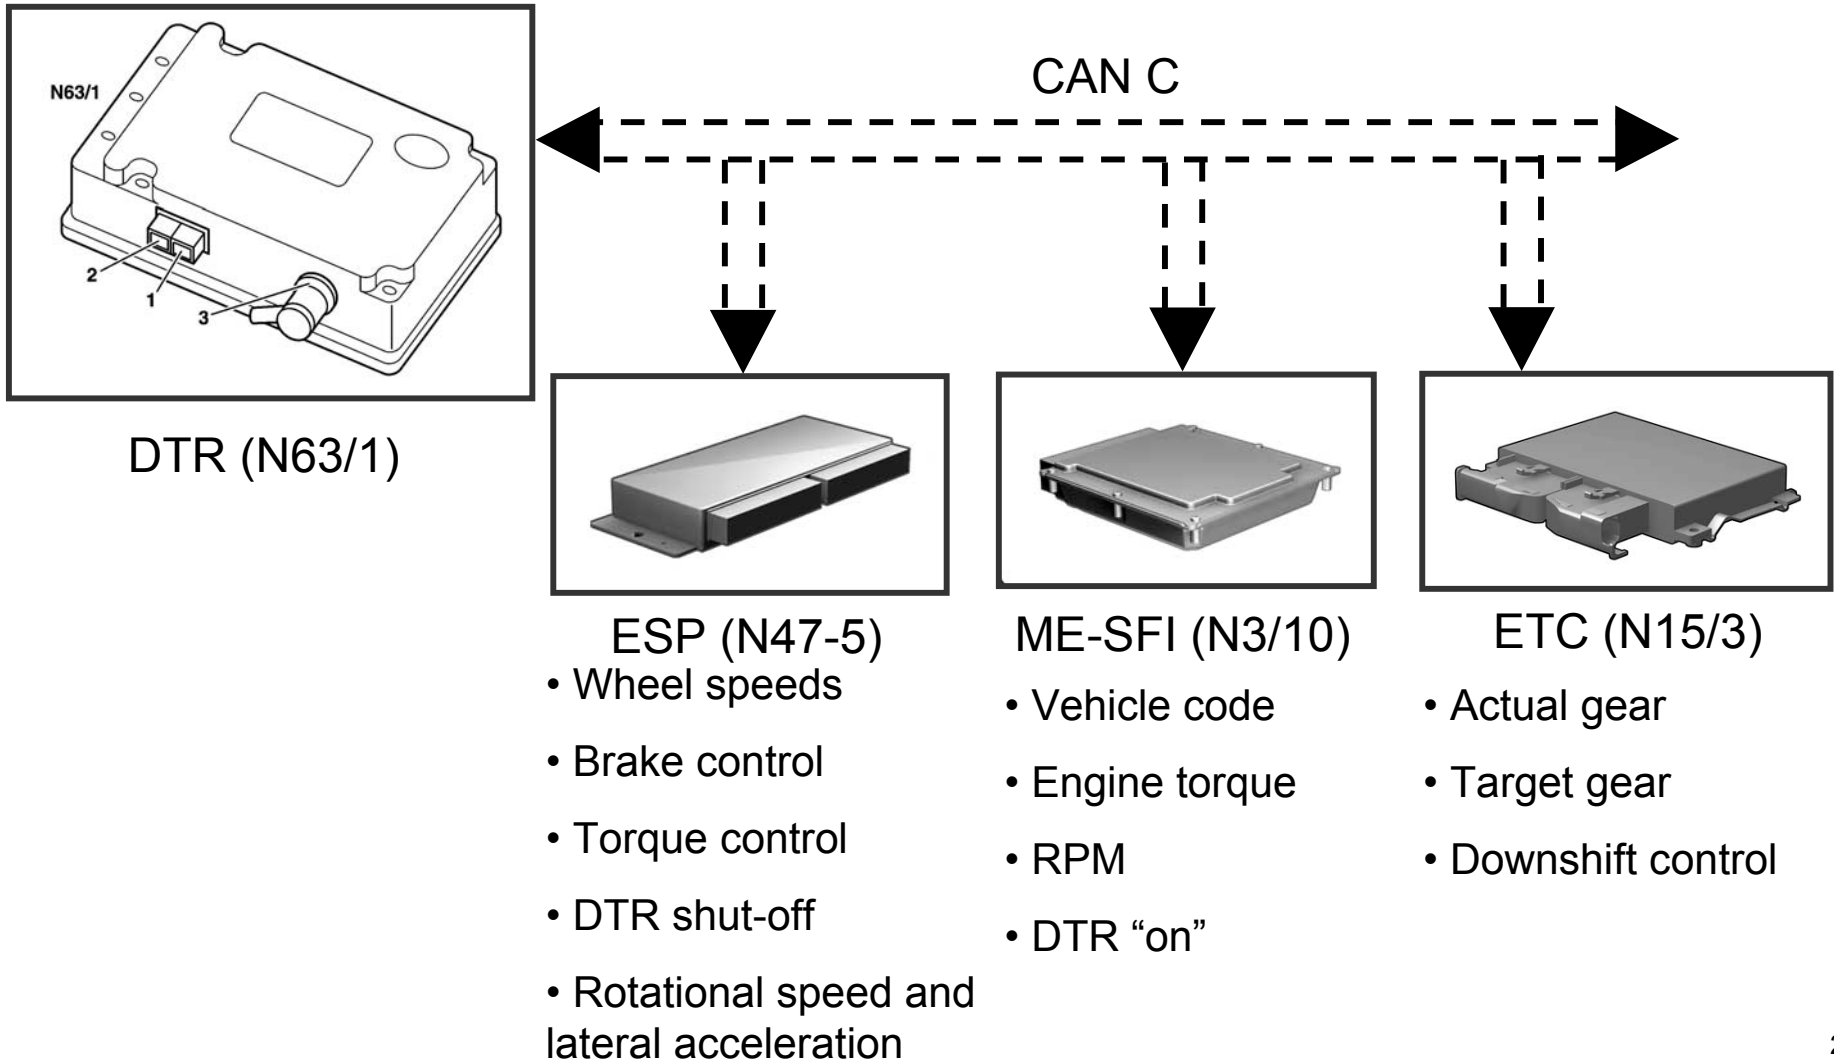 CAN C
N63/1
2
1
3
DTR (N63/1)
ESP (N47-5)
• Wheel speeds
• Brake control
• Torque control
• DTR shut-off
• Rotational speed and
lateral acceleration
ME-SFI (N3/10)
• Vehicle code
• Engine torque
• RPM
• DTR “on”
ETC (N15/3)
• Actual gear
• Target gear
• Downshift control